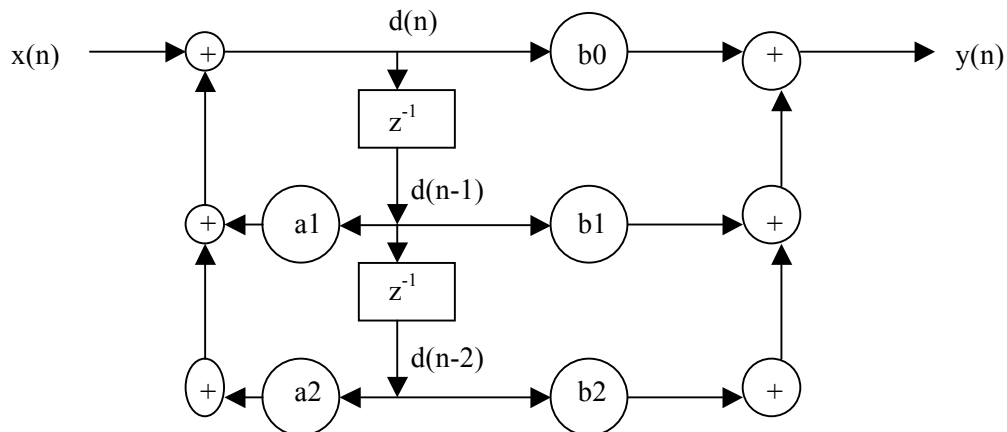 d(n)
x(n) + b0 + y(n)
z⁻¹
d(n-1)
+ a1 b1 +
z⁻¹
d(n-2)
+ a2 b2 +